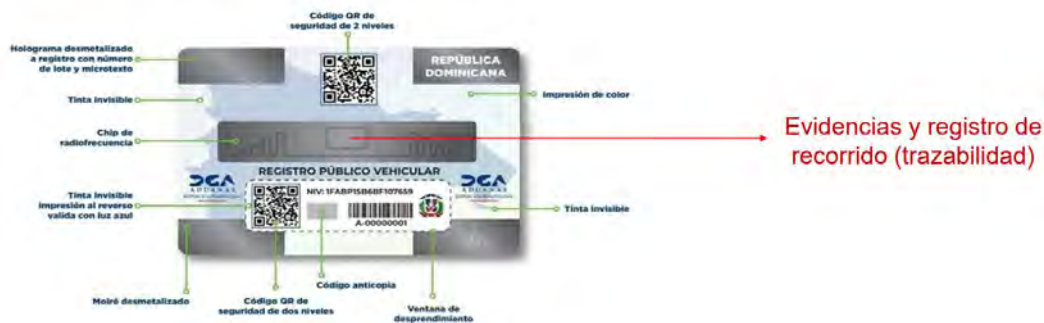 Código QR de
seguridad de 2 niveles
Holograma desmetalizado
a registro con número
de lote y microtexto
REPÚBLICA
DOMINICANA
Tinta invisible
Impresión de color
Chip de
radiofrecuencia
Evidencias y registro de
recorrido (trazabilidad)
REGISTRO PÚBLICO VEHICULAR
DGA
ADUANAS
NIV: 1FABP15B6BF107659
DGA
ADUANAS
Tinta invisible
impresión al reverso
valida con luz azul
A-00000001
Tinta invisible
Moiré desmetalizado
Código QR de
seguridad de dos niveles
Código anticopia
Ventana de
desprendimiento